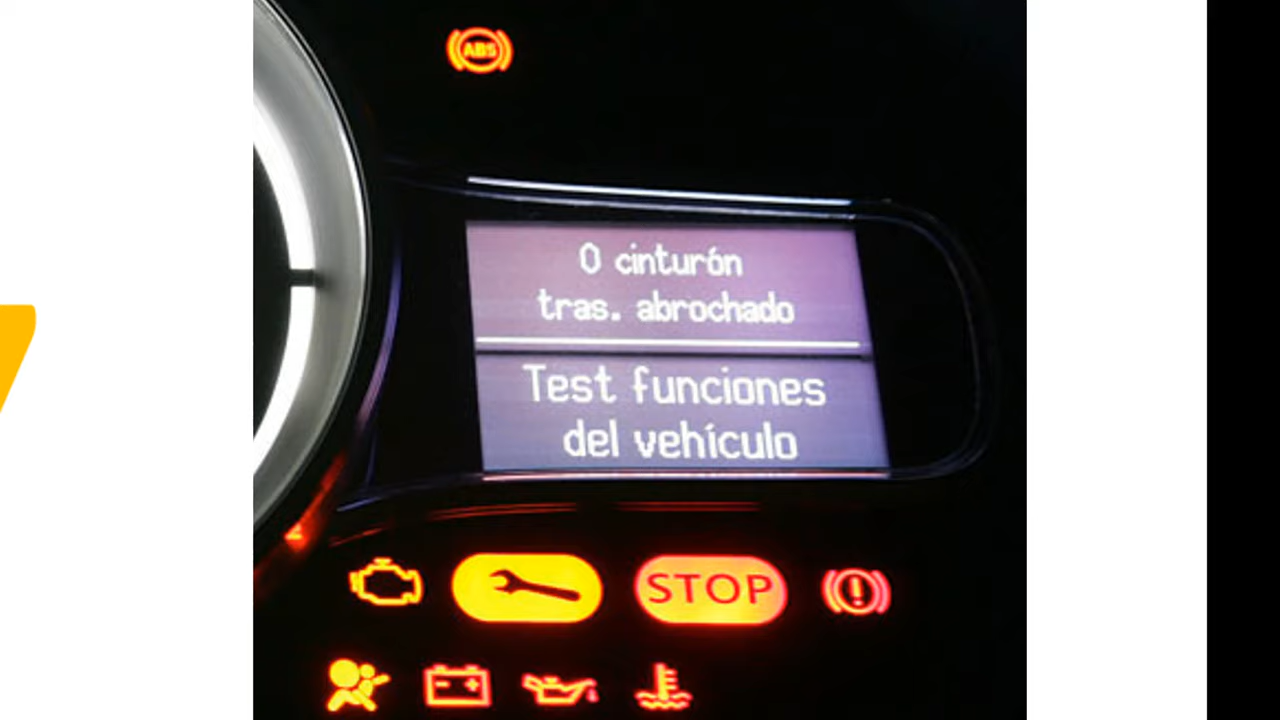 ABS
0 cinturón
tras. abrochado
Test funciones
del vehículo
STOP